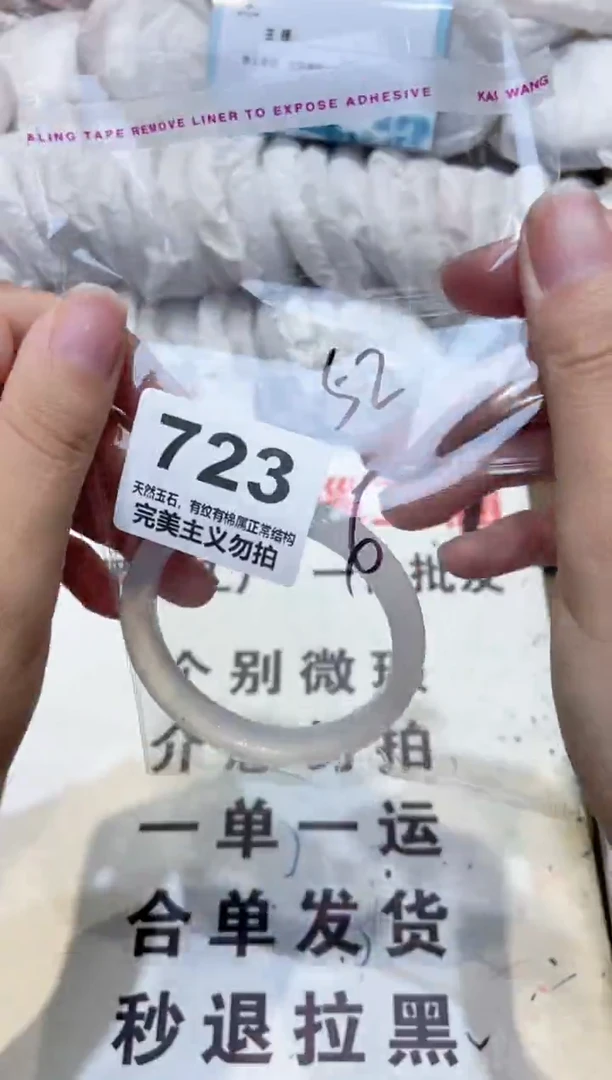 ALING TAPE REMOVE LINER TO EXPOSE ADHESIVE KAI WANG
52
723
天然玉石，有纹有棉属正常结构
完美主义勿拍
6
一 批发
个别微瑕
介意勿拍
一单一运
合单发货
秒退拉黑